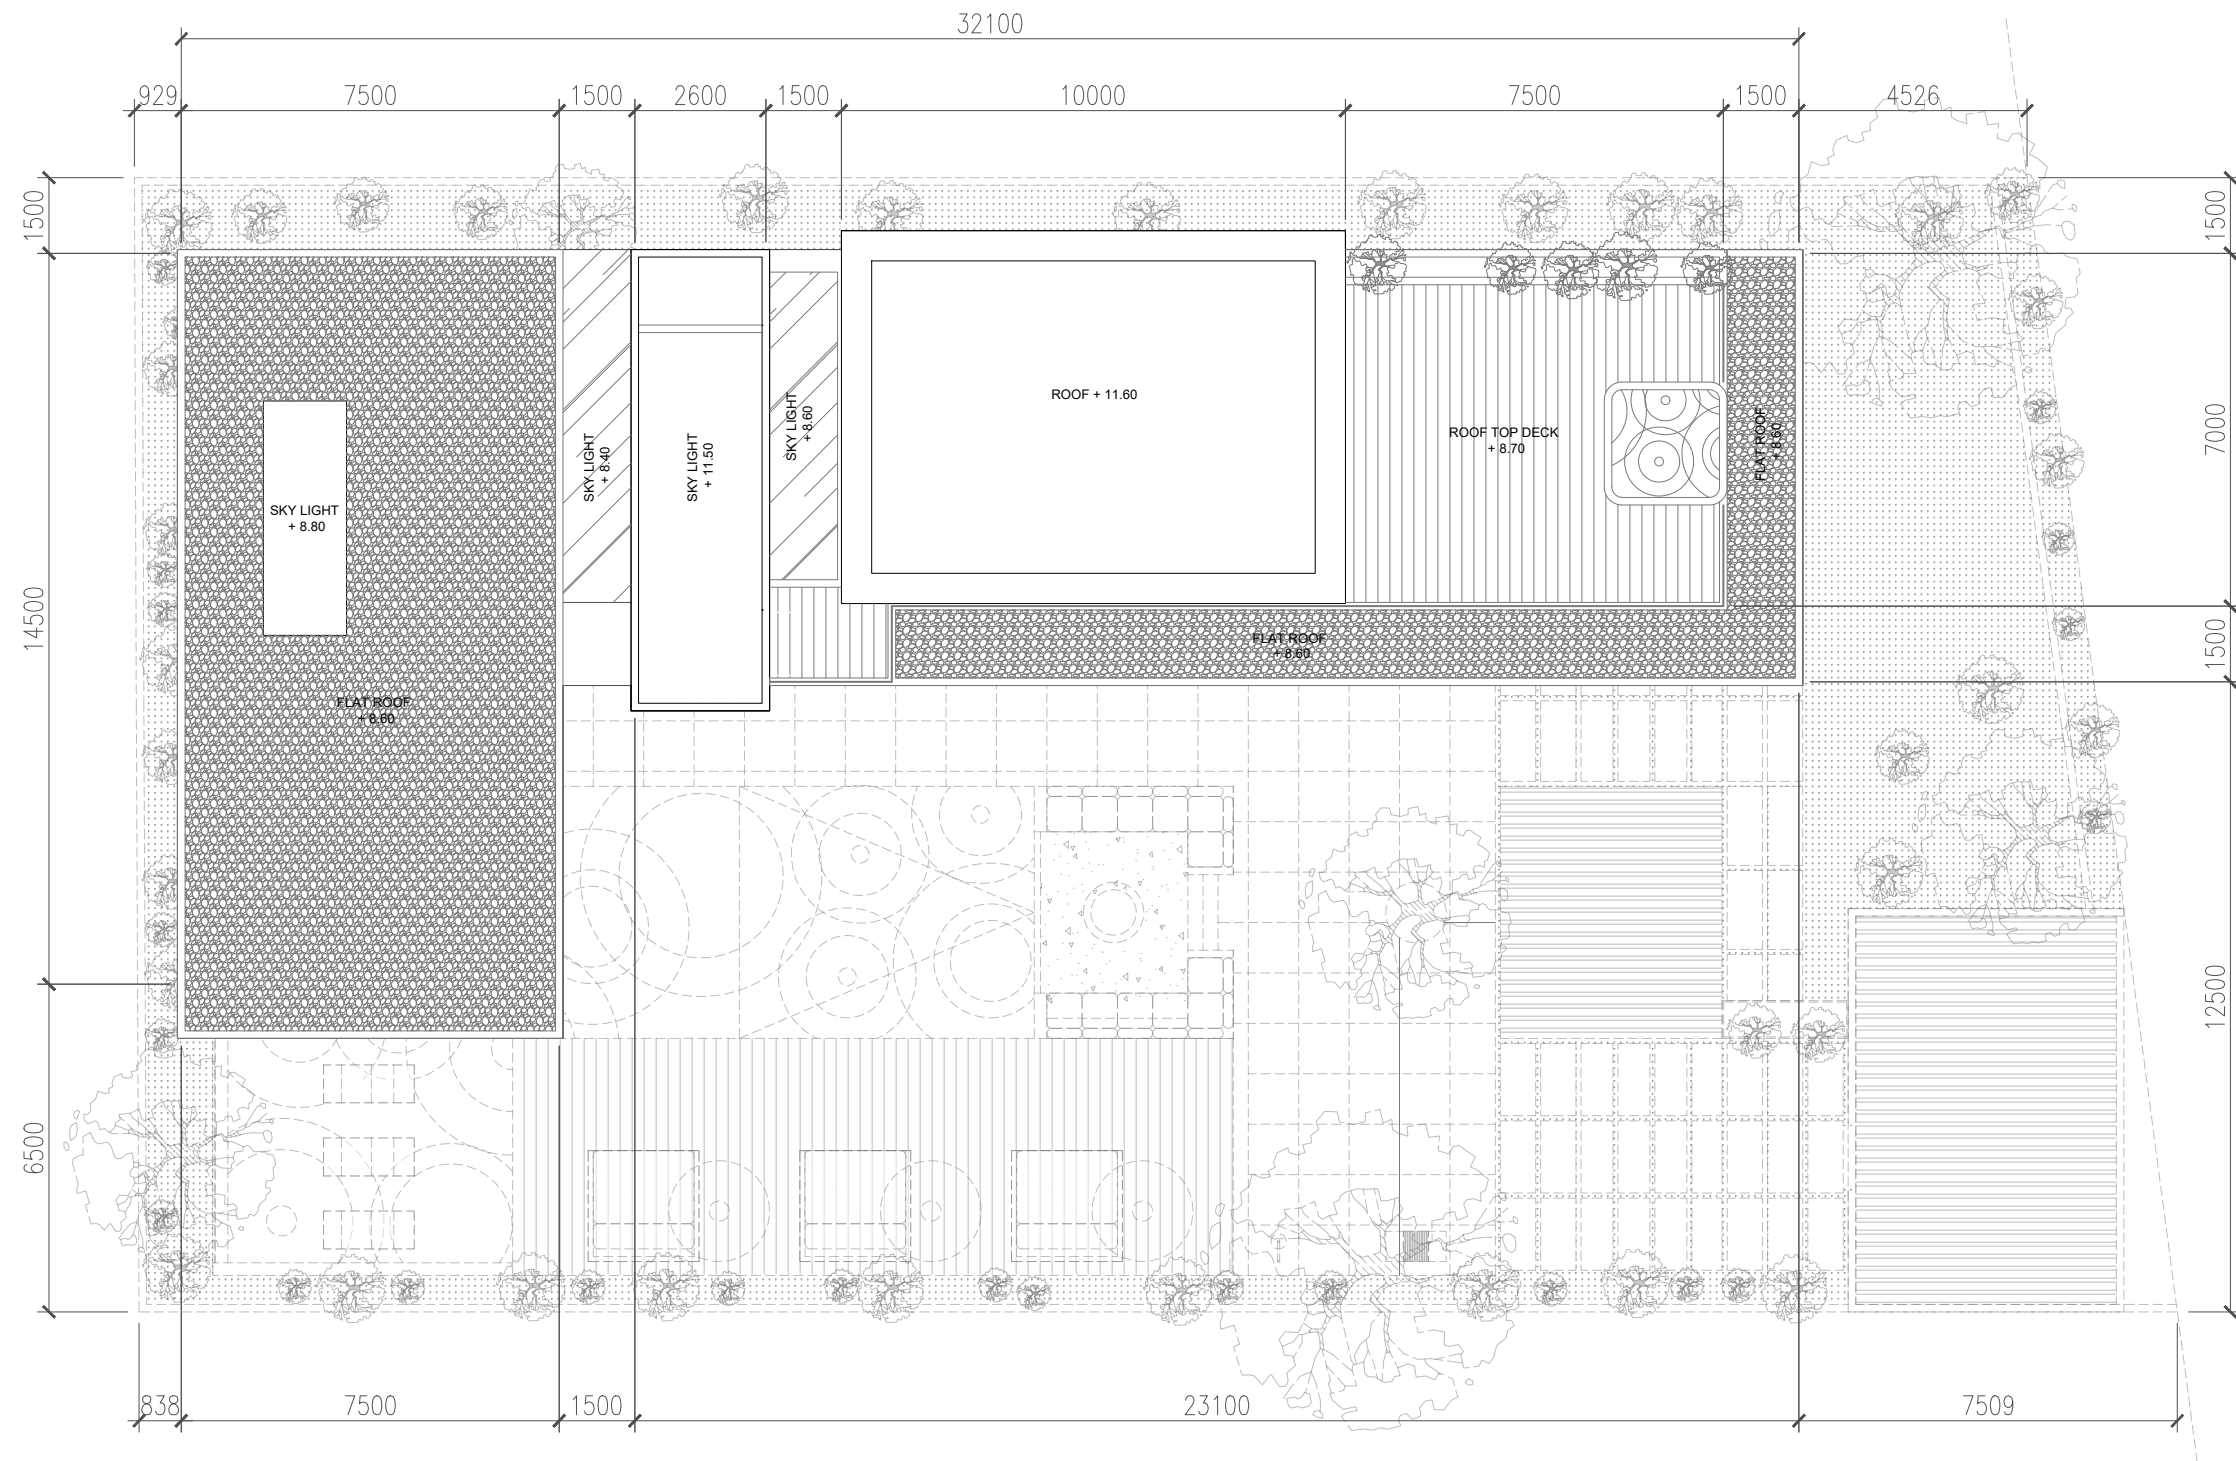 32100
929 7500 1500 2600 1500 10000 7500 1500 4526
1500
14500
6500
1500
7000
1500
12500
SKY LIGHT
+ 8.80
FLAT ROOF
+ 8.60
SKY LIGHT
+ 8.40
SKY LIGHT
+ 11.50
SKY LIGHT
+ 8.60
ROOF + 11.60
ROOF TOP DECK
+ 8.70
FLAT ROOF
+ 8.60
FLAT ROOF
+ 8.60
838 7500 1500 23100 7509